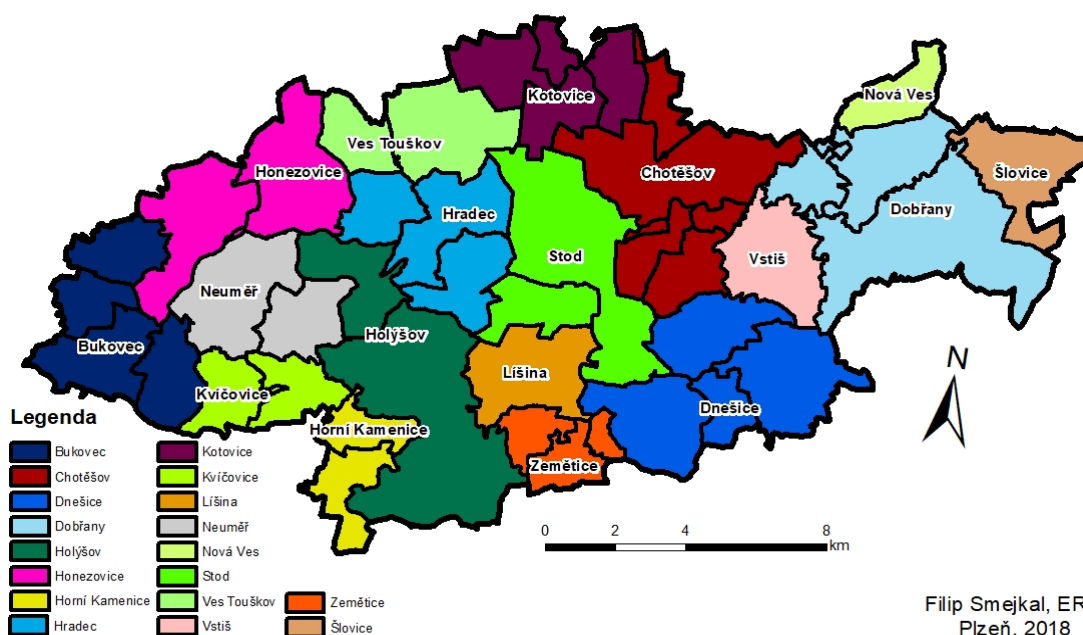 Nová Ves
Kotovice
Ves Touškov
Honezovice
Chotěšov
Šlovice
Hradec
Dobřany
Stod
Vstiš
Neuměř
Holýšov
Bukovec
Líšina
Kvíčovice
Dnešice
N
Horní Kamenice
Zemětice
Legenda
Bukovec
Chotěšov
Dnešice
Dobřany
Holýšov
Honezovice
Horní Kamenice
Hradec
Kotovice
Kvíčovice
Líšina
Neuměř
Nová Ves
Stod
Ves Touškov
Vstiš
Zemětice
Šlovice
0 2 4 8
km
Filip Smejkal, ER
Plzeň, 2018